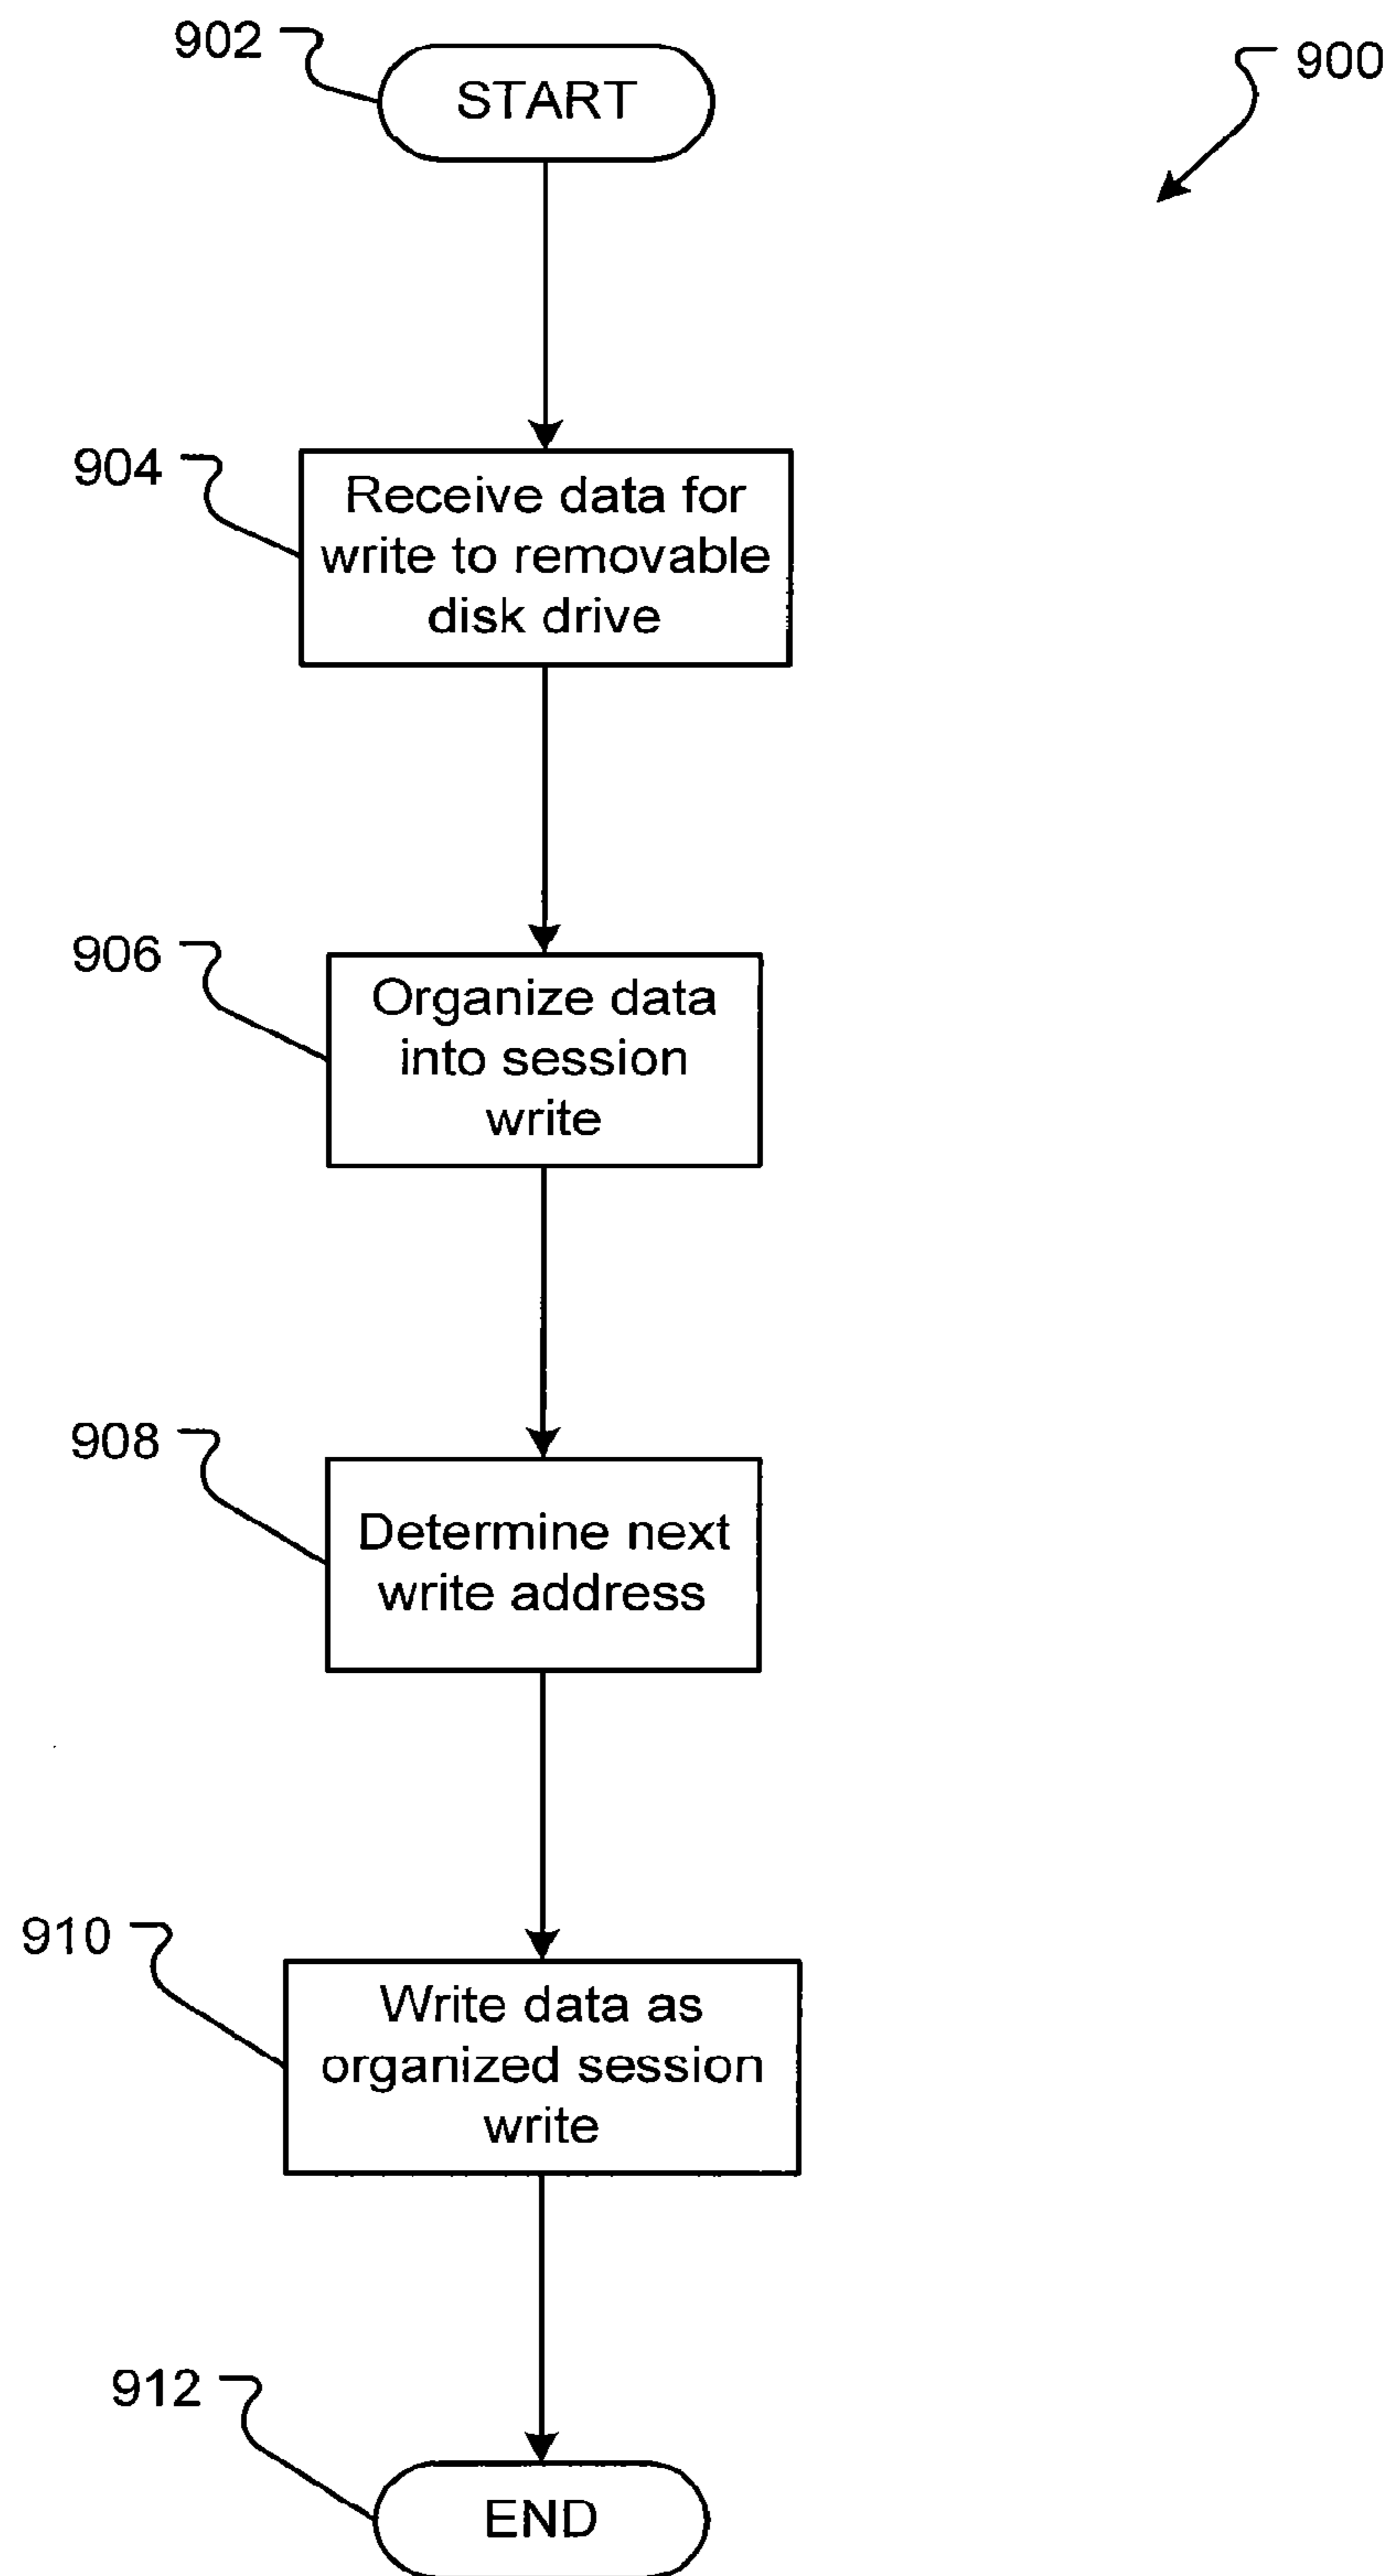 902
START
900
904
Receive data for
write to removable
disk drive
906
Organize data
into session
write
908
Determine next
write address
910
Write data as
organized session
write
912
END